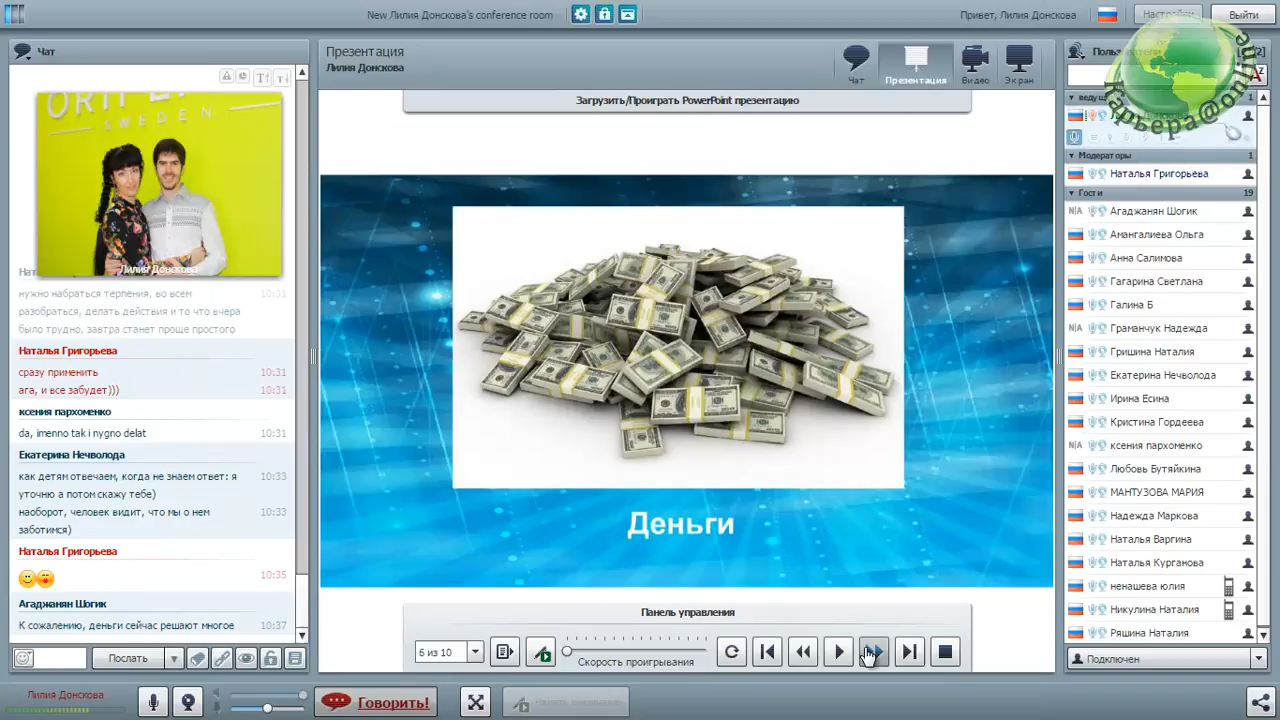 New Лилия Донскова's conference room
Привет, Лилия Донскова
Настройки
Выйти
Чат
ORIFLAME
SWEDEN
Лилия Донскова
нужно набраться терпения, во всем 10:31
разобраться, делать действия и то что вчера
было трудно, завтра станет проще простого
Наталья Григорьева
сразу применить 10:31
ага, и все забудет))) 10:31
ксения пархоменко
da, imenno tak i nygno delat 10:31
Екатерина Нечволода
как детям отвечаем, когда не знаем ответ: я 10:33
уточню а потом скажу тебе)
наоборот, человек видит, что мы о нем 10:33
заботимся)
Наталья Григорьева
10:35
Агаджанян Шогик
К сожалению, деньги сейчас решают многое 10:37
Послать
Лилия Донскова
Говорить!
Презентация
Лилия Донскова
Чат
Презентация
Видео
Экран
Загрузить/Проиграть PowerPoint презентацию
Деньги
Панель управления
6 из 10
Скорость проигрывания
карьера@online
Модераторы 1
Наталья Григорьева
Гости 19
N/A Агаджанян Шогик
Амангалиева Ольга
Анна Салимова
Гагарина Светлана
Галина Б
N/A Граманчук Надежда
Гришина Наталия
Екатерина Нечволода
Ирина Есина
Кристина Гордеева
N/A ксения пархоменко
Любовь Бутяйкина
МАНТУЗОВА МАРИЯ
Надежда Маркова
Наталья Варгина
Наталья Курганова
ненашева юлия
Никулина Наталия
Ряшина Наталия
Подключен